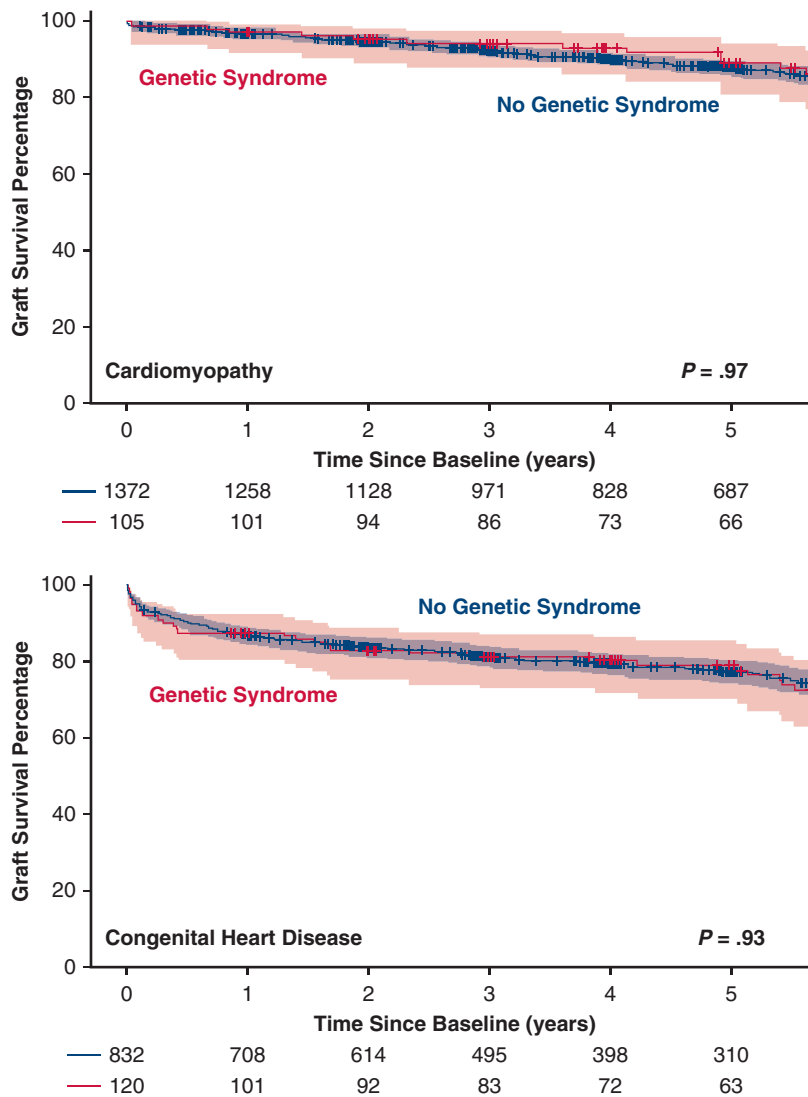 Graft Survival Percentage
100
80
60
40
20
0
Genetic Syndrome
No Genetic Syndrome
Cardiomyopathy
P = .97
0 1 2 3 4 5
Time Since Baseline (years)
1372 1258 1128 971 828 687
105 101 94 86 73 66
Graft Survival Percentage
100
80
60
40
20
0
No Genetic Syndrome
Genetic Syndrome
Congenital Heart Disease
P = .93
0 1 2 3 4 5
Time Since Baseline (years)
832 708 614 495 398 310
120 101 92 83 72 63